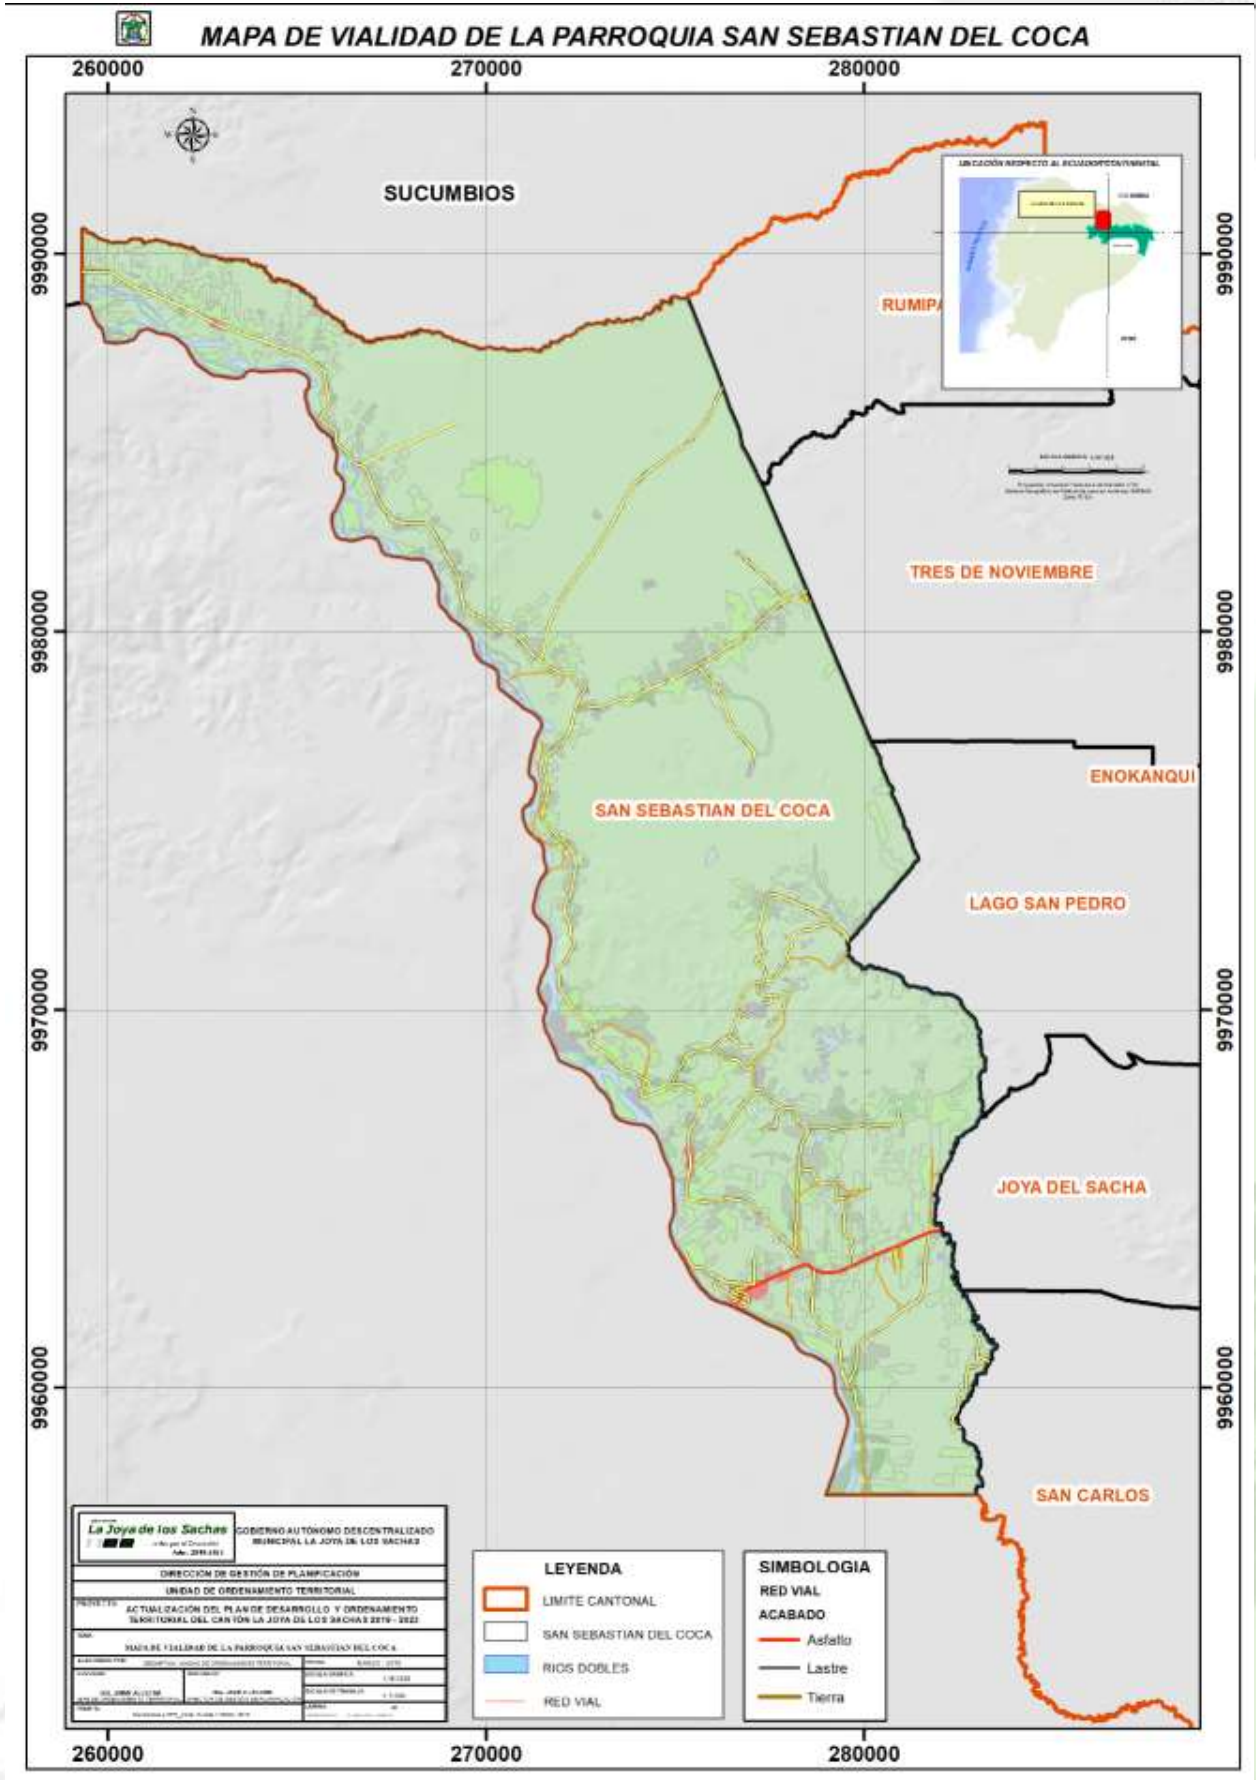 MAPA DE VIALIDAD DE LA PARROQUIA SAN SEBASTIAN DEL COCA
260000
270000
280000
N
SUCUMBIOS
UBICACIÓN RESPECTO AL ECUADOR CONTINENTAL
9990000
9990000
RUMIPA
TRES DE NOVIEMBRE
9980000
9980000
ENOKANQUI
SAN SEBASTIAN DEL COCA
LAGO SAN PEDRO
9970000
9970000
JOYA DEL SACHA
9960000
9960000
SAN CARLOS
La Joya de los Sachas
GOBIERNO AUTÓNOMO DESCENTRALIZADO
MUNICIPAL LA JOYA DE LOS SACHAS
DIRECCIÓN DE GESTIÓN DE PLANIFICACIÓN
UNIDAD DE ORDENAMIENTO TERRITORIAL
ACTUALIZACIÓN DEL PLAN DE DESARROLLO Y ORDENAMIENTO
TERRITORIAL DEL CANTÓN LA JOYA DE LOS SACHAS 2019 - 2023
MAPA DE VIALIDAD DE LA PARROQUIA SAN SEBASTIAN DEL COCA
LEYENDA
LIMITE CANTONAL
SAN SEBASTIAN DEL COCA
RIOS DOBLES
RED VIAL
SIMBOLOGIA
RED VIAL
ACABADO
Asfalto
Lastre
Tierra
260000
270000
280000